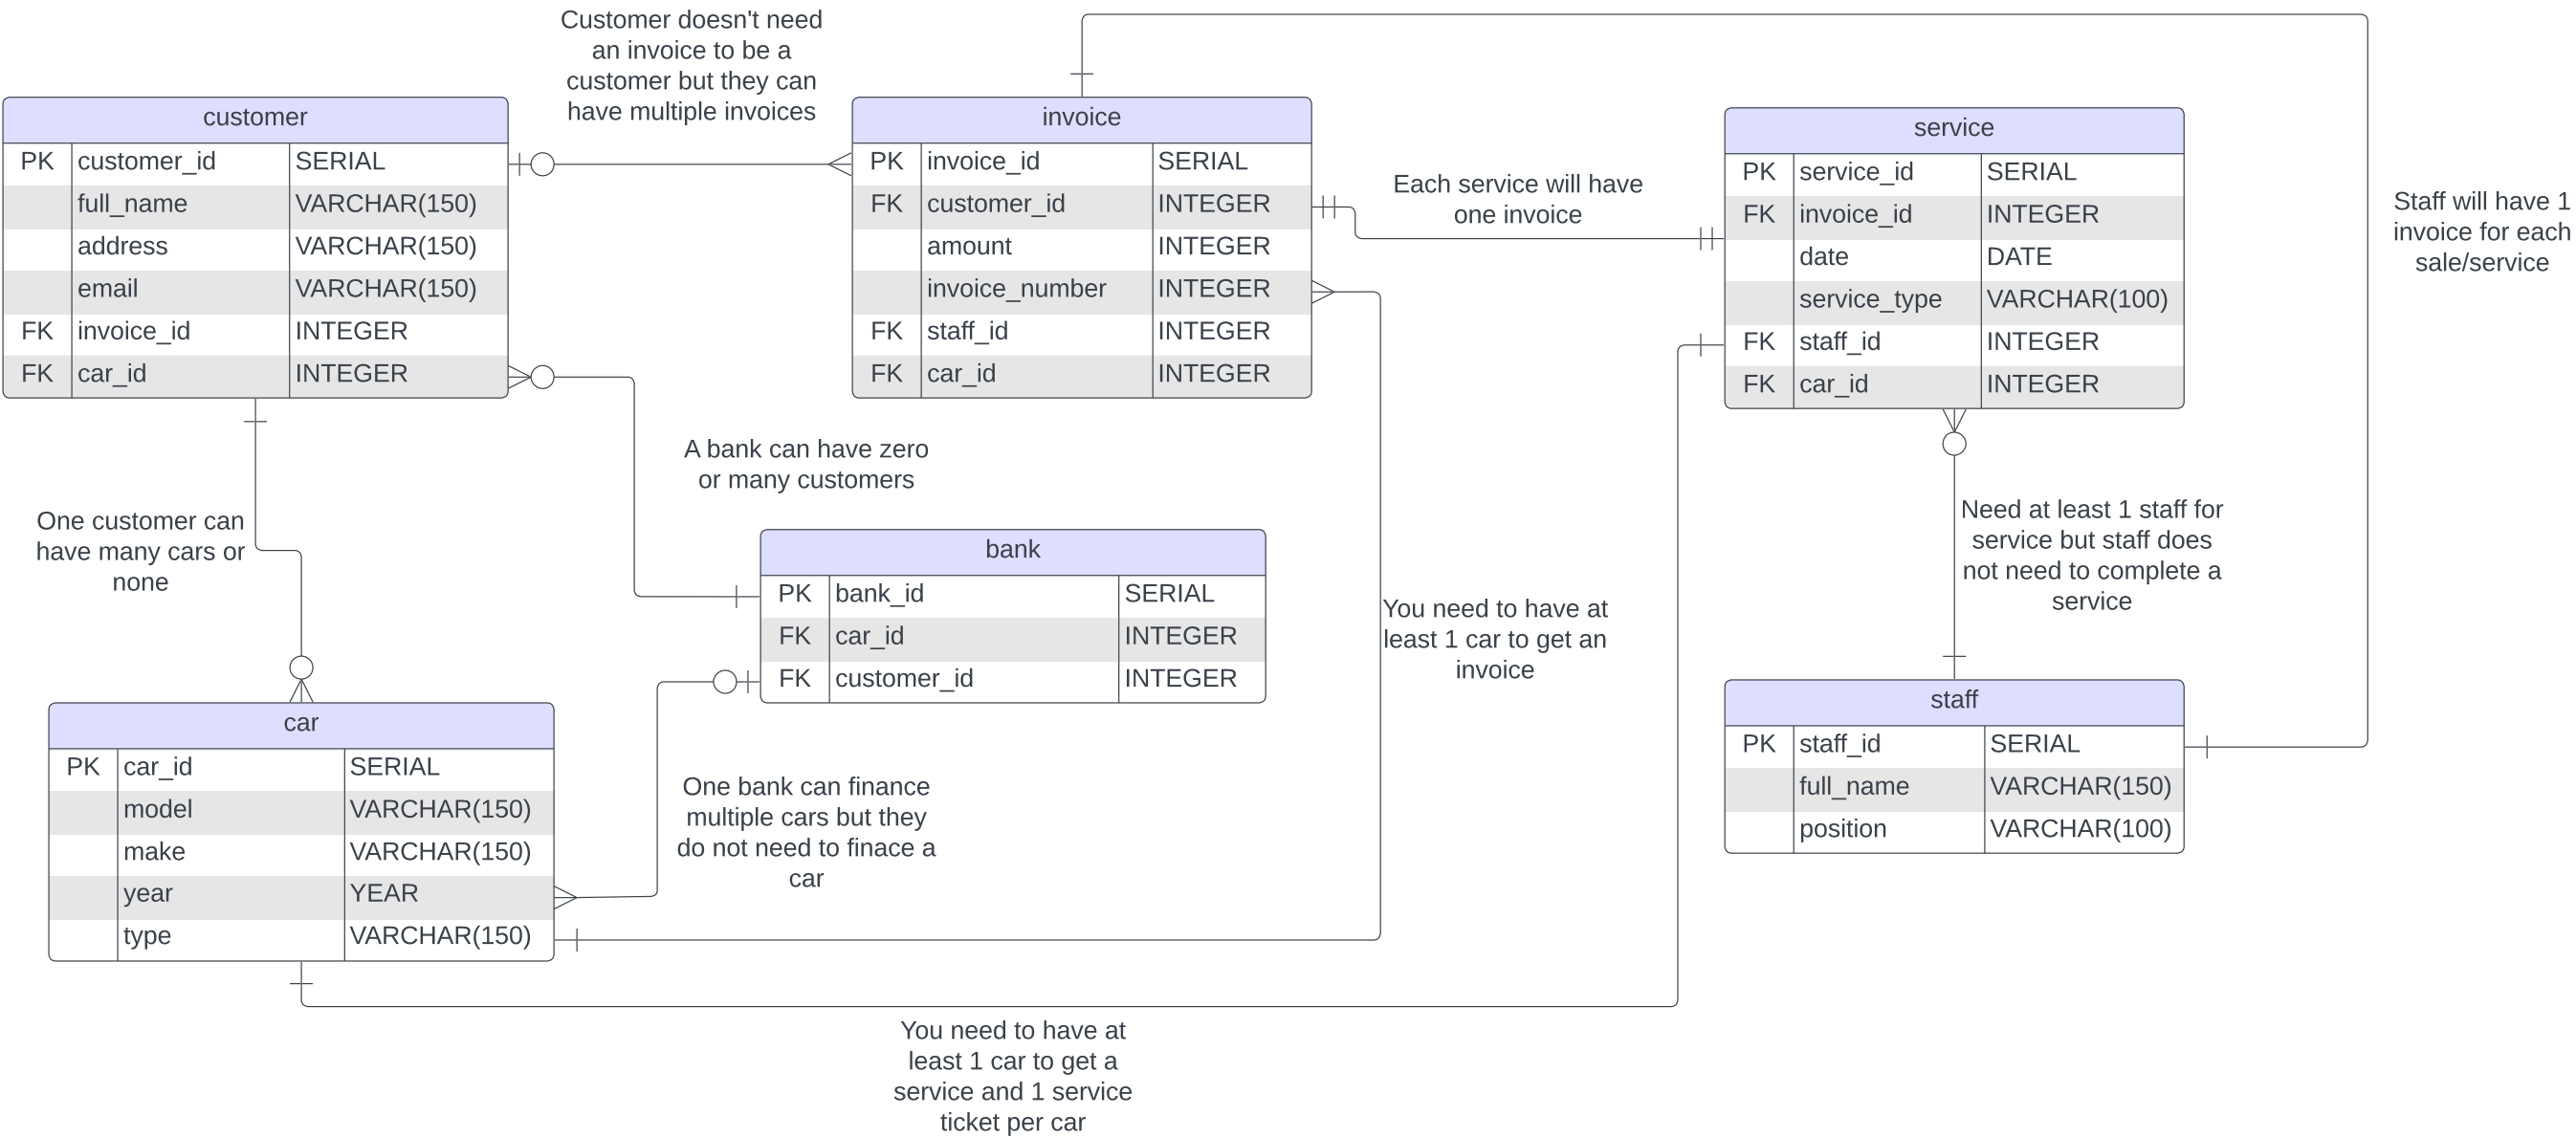 Customer doesn't need
an invoice to be a
customer but they can
have multiple invoices
customer
PK customer_id SERIAL
full_name VARCHAR(150)
address VARCHAR(150)
email VARCHAR(150)
FK invoice_id INTEGER
FK car_id INTEGER
invoice
PK invoice_id SERIAL
FK customer_id INTEGER
amount INTEGER
invoice_number INTEGER
FK staff_id INTEGER
FK car_id INTEGER
Each service will have
one invoice
service
PK service_id SERIAL
FK invoice_id INTEGER
date DATE
service_type VARCHAR(100)
FK staff_id INTEGER
FK car_id INTEGER
Staff will have 1
invoice for each
sale/service
A bank can have zero
or many customers
One customer can
have many cars or
none
bank
PK bank_id SERIAL
FK car_id INTEGER
FK customer_id INTEGER
You need to have at
least 1 car to get an
invoice
Need at least 1 staff for
service but staff does
not need to complete a
service
car
PK car_id SERIAL
model VARCHAR(150)
make VARCHAR(150)
year YEAR
type VARCHAR(150)
One bank can finance
multiple cars but they
do not need to finace a
car
staff
PK staff_id SERIAL
full_name VARCHAR(150)
position VARCHAR(100)
You need to have at
least 1 car to get a
service and 1 service
ticket per car